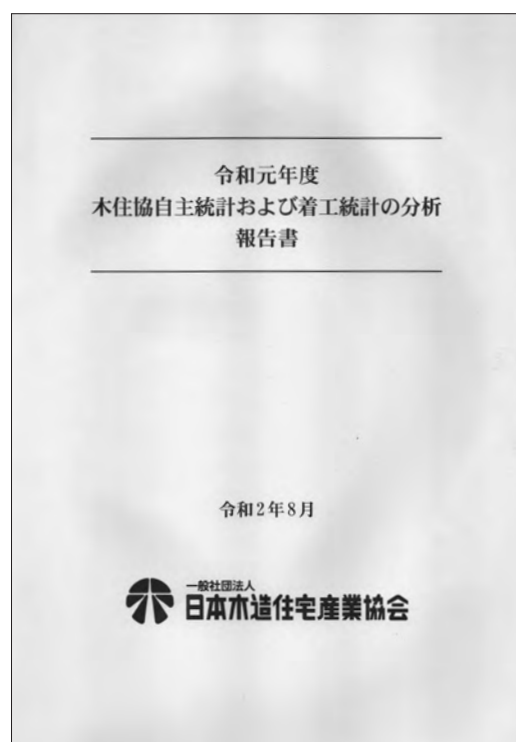 令和元年度
木住協自主統計および着工統計の分析
報告書
令和2年8月
一般社団法人
日本木造住宅産業協会